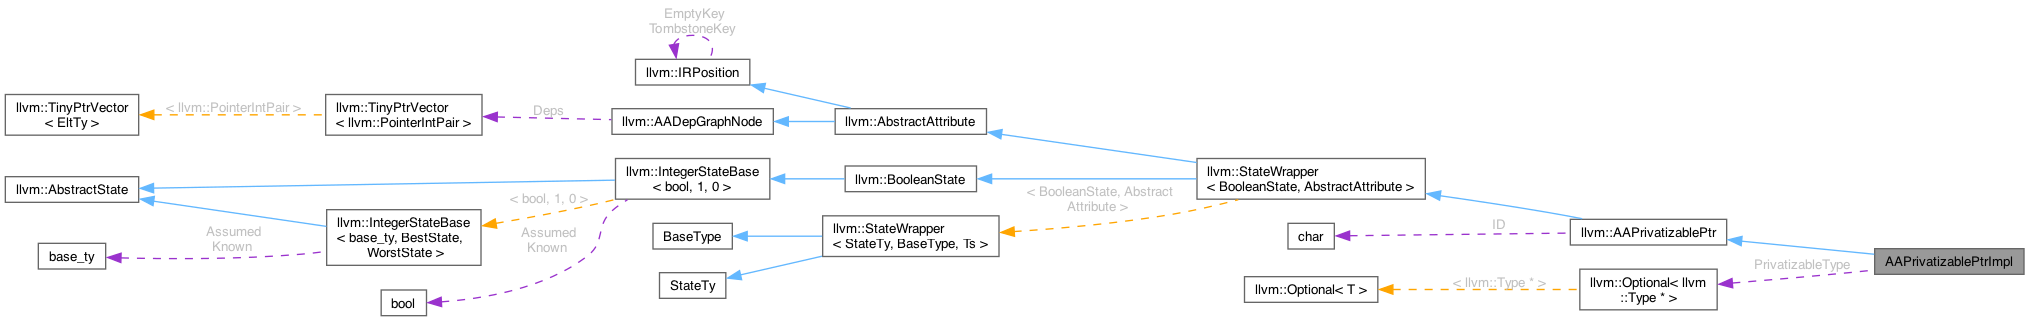 EmptyKey
TombstoneKey
llvm::IRPosition
llvm::TinyPtrVector
< EltTy >
< llvm::PointerIntPair >
llvm::TinyPtrVector
< llvm::PointerIntPair >
Deps
llvm::AADepGraphNode
llvm::AbstractAttribute
llvm::AbstractState
llvm::IntegerStateBase
< bool, 1, 0 >
llvm::BooleanState
llvm::StateWrapper
< BooleanState, AbstractAttribute >
< bool, 1, 0 >
< BooleanState, Abstract
Attribute >
llvm::IntegerStateBase
< base_ty, BestState,
WorstState >
Assumed
Known
base_ty
Assumed
Known
bool
BaseType
StateTy
llvm::StateWrapper
< StateTy, BaseType, Ts >
char
ID
llvm::AAPrivatizablePtr
AAPrivatizablePtrImpl
PrivatizableType
llvm::Optional< T >
< llvm::Type * >
llvm::Optional< llvm
::Type * >